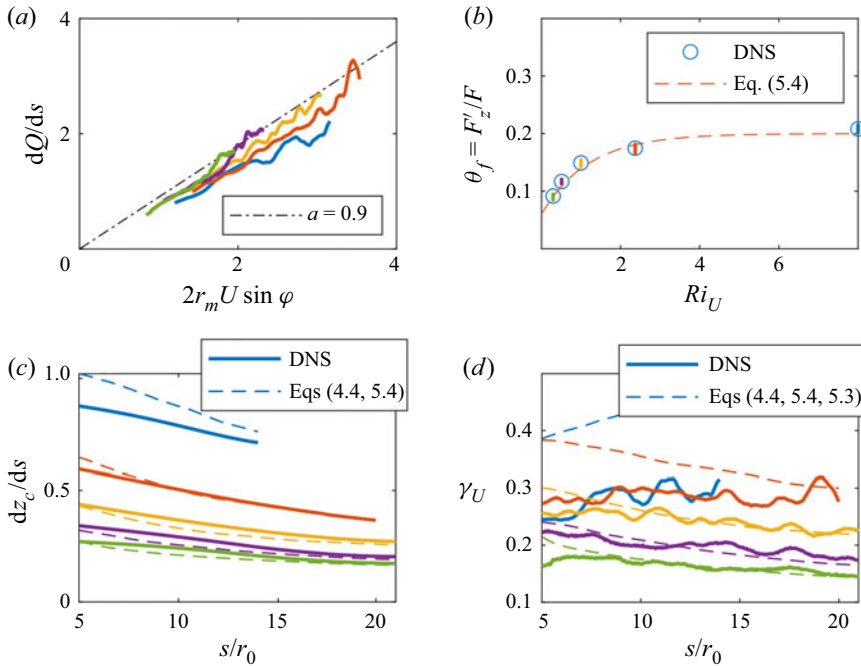 (a)
4
2
0
2
4
dQ/ds
2r_m U sin φ
a = 0.9
(b)
0.4
0.3
0.2
0.1
0
2
4
6
θ_f = F′_z/F
Ri_U
DNS
Eq. (5.4)
(c)
1.0
0.5
0
5
10
15
20
dz_c/ds
s/r_0
DNS
Eqs (4.4, 5.4)
(d)
0.4
0.3
0.2
0.1
5
10
15
20
γ_U
s/r_0
DNS
Eqs (4.4, 5.4, 5.3)